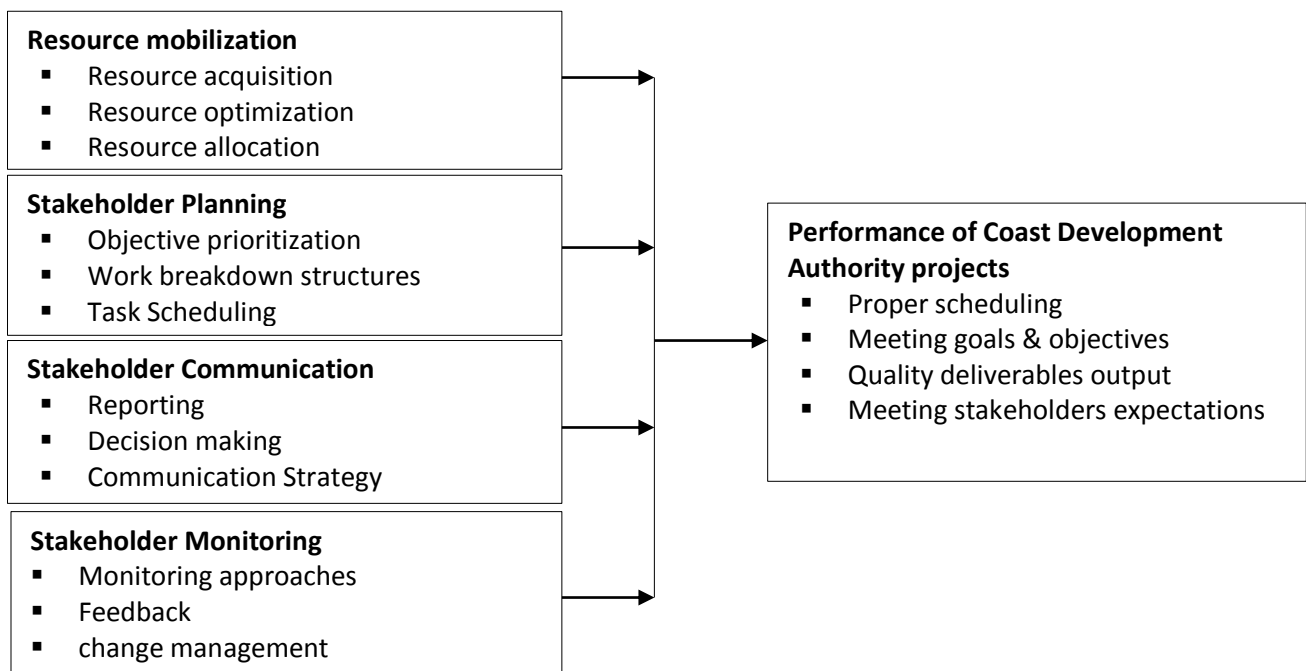 Resource mobilization
▪ Resource acquisition
▪ Resource optimization
▪ Resource allocation
Stakeholder Planning
▪ Objective prioritization
▪ Work breakdown structures
▪ Task Scheduling
Stakeholder Communication
▪ Reporting
▪ Decision making
▪ Communication Strategy
Stakeholder Monitoring
▪ Monitoring approaches
▪ Feedback
▪ change management
Performance of Coast Development
Authority projects
▪ Proper scheduling
▪ Meeting goals & objectives
▪ Quality deliverables output
▪ Meeting stakeholders expectations